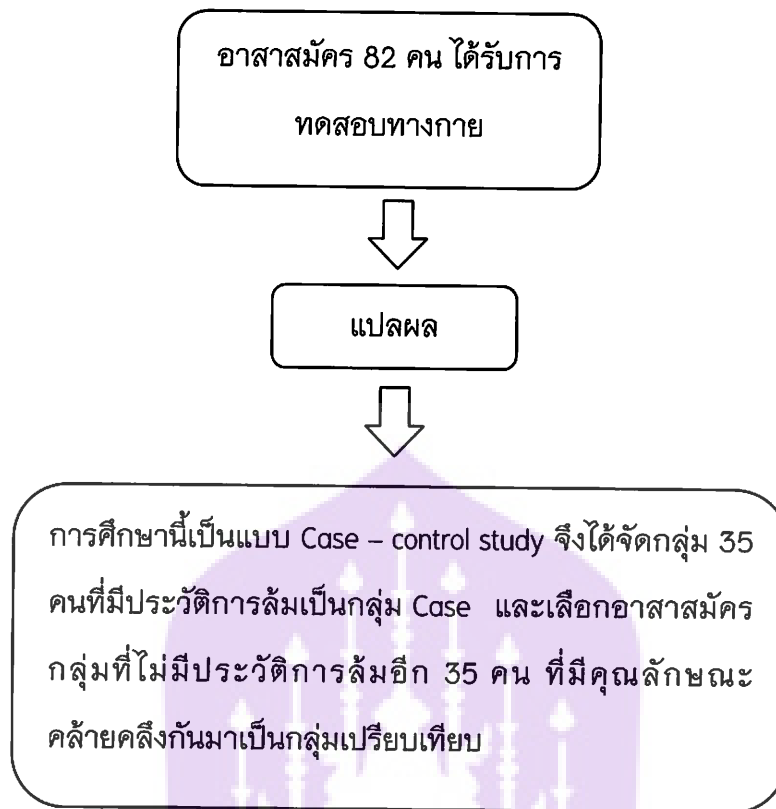 อาสาสมัคร 82 คน ได้รับการ
ทดสอบทางกาย
แปลผล
การศึกษานี้เป็นแบบ Case – control study จึงได้จัดกลุ่ม 35
คนที่มีประวัติการล้มเป็นกลุ่ม Case และเลือกอาสาสมัคร
กลุ่มที่ไม่มีประวัติการล้มอีก 35 คน ที่มีคุณลักษณะ
คล้ายคลึงกันมาเป็นกลุ่มเปรียบเทียบ